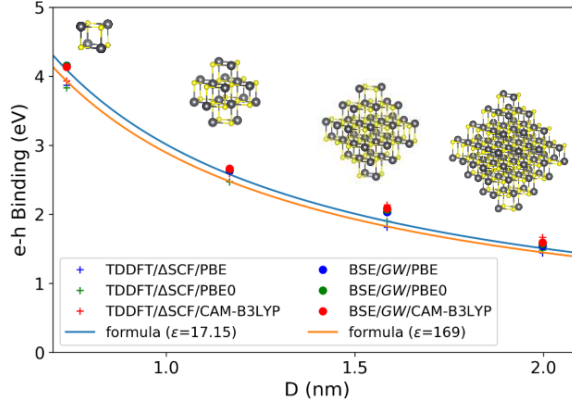 5
4
3
2
1
0
e-h Binding (eV)
TDDFT/ΔSCF/PBE
TDDFT/ΔSCF/PBE0
TDDFT/ΔSCF/CAM-B3LYP
formula (ε=17.15)
BSE/GW/PBE
BSE/GW/PBE0
BSE/GW/CAM-B3LYP
formula (ε=169)
1.0
1.5
2.0
D (nm)